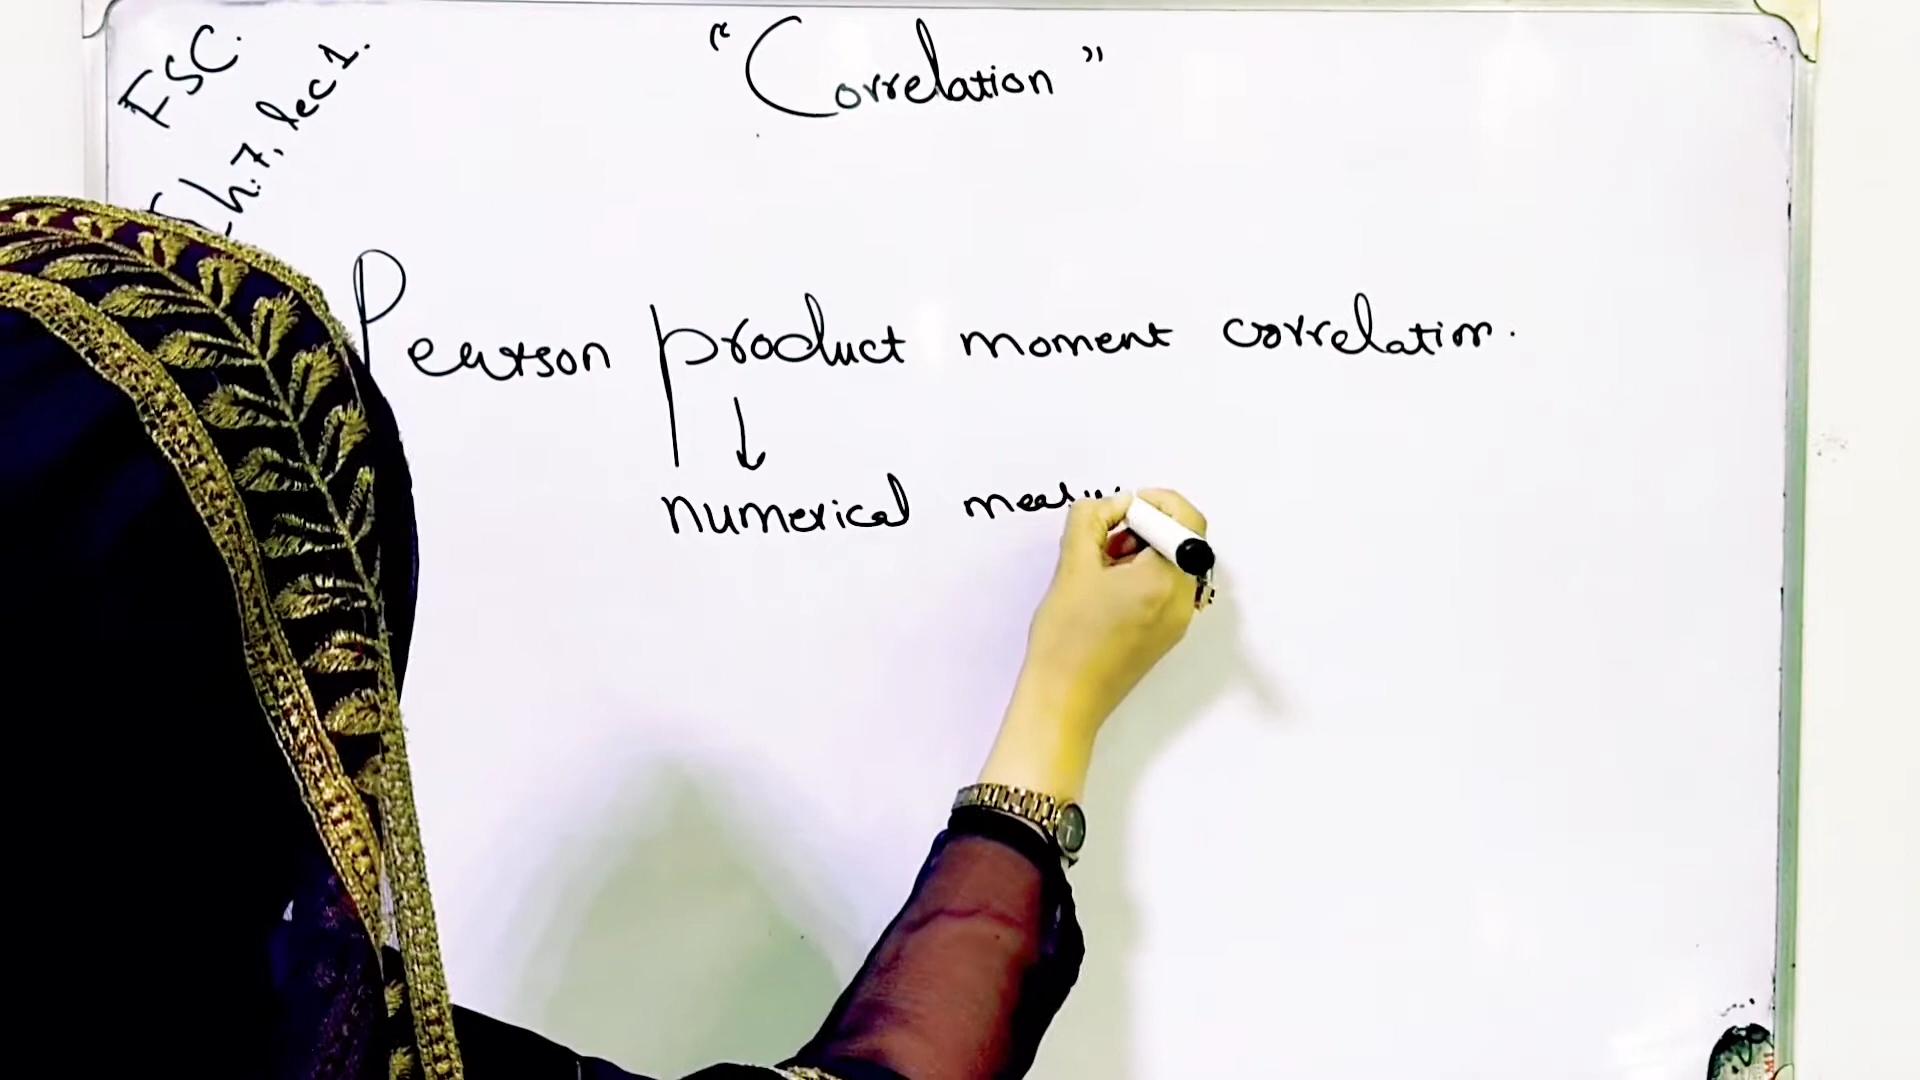 FSC.
Ch.7, lec 1.
"Correlation"
Pearson product moment correlation.
↓
numerical